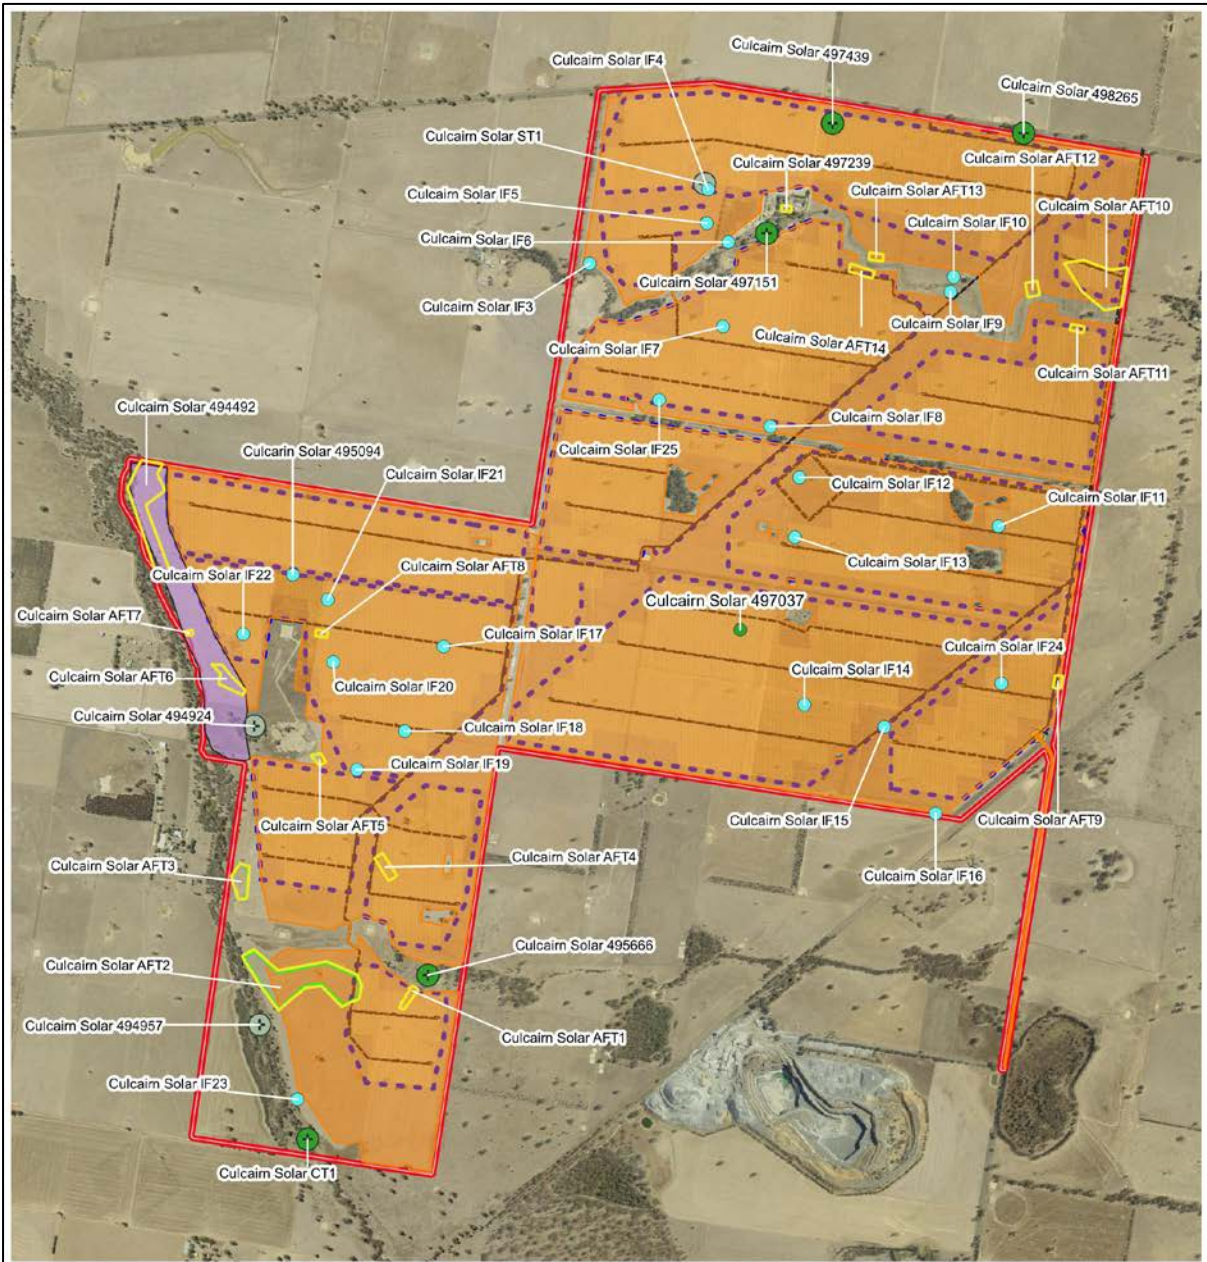 Culcairn Solar 497439
Culcairn Solar IF4
Culcairn Solar 498265
Culcairn Solar ST1
Culcairn Solar 497239
Culcairn Solar AFT12
Culcairn Solar AFT13
Culcairn Solar IF5
Culcairn Solar AFT10
Culcairn Solar IF10
Culcairn Solar IF6
Culcairn Solar 497151
Culcairn Solar IF3
Culcairn Solar IF9
Culcairn Solar AFT14
Culcairn Solar IF7
Culcairn Solar AFT11
Culcairn Solar 494492
Culcairn Solar IF8
Culcairn Solar 495094
Culcairn Solar IF25
Culcairn Solar IF21
Culcairn Solar IF12
Culcairn Solar IF11
Culcairn Solar IF13
Culcairn Solar AFT8
Culcairn Solar IF22
Culcairn Solar 497037
Culcairn Solar AFT7
Culcairn Solar IF17
Culcairn Solar IF24
Culcairn Solar IF14
Culcairn Solar AFT6
Culcairn Solar IF20
Culcairn Solar 494924
Culcairn Solar IF18
Culcairn Solar IF19
Culcairn Solar IF15
Culcairn Solar AFT9
Culcairn Solar AFT5
Culcairn Solar AFT4
Culcairn Solar AFT3
Culcairn Solar IF16
Culcairn Solar 495666
Culcairn Solar AFT2
Culcairn Solar 494957
Culcairn Solar AFT1
Culcairn Solar IF23
Culcairn Solar CT1